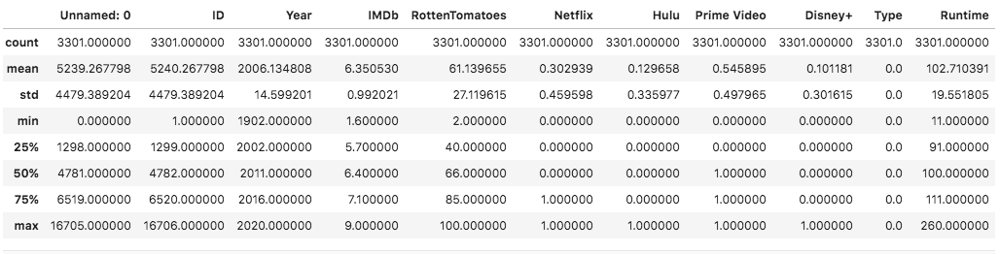 Unnamed: 0 ID Year IMDb RottenTomatoes Netflix Hulu Prime Video Disney+ Type Runtime
count 3301.000000 3301.000000 3301.000000 3301.000000 3301.000000 3301.000000 3301.000000 3301.000000 3301.000000 3301.0 3301.000000
mean 5239.267798 5240.267798 2006.134808 6.350530 61.139655 0.302939 0.129658 0.545895 0.101181 0.0 102.710391
std 4479.389204 4479.389204 14.599201 0.992021 27.119615 0.459598 0.335977 0.497965 0.301615 0.0 19.551805
min 0.000000 1.000000 1902.000000 1.600000 2.000000 0.000000 0.000000 0.000000 0.000000 0.0 11.000000
25% 1298.000000 1299.000000 2002.000000 5.700000 40.000000 0.000000 0.000000 0.000000 0.000000 0.0 91.000000
50% 4781.000000 4782.000000 2011.000000 6.400000 66.000000 0.000000 0.000000 1.000000 0.000000 0.0 100.000000
75% 6519.000000 6520.000000 2016.000000 7.100000 85.000000 1.000000 0.000000 1.000000 0.000000 0.0 111.000000
max 16705.000000 16706.000000 2020.000000 9.000000 100.000000 1.000000 1.000000 1.000000 1.000000 0.0 260.000000